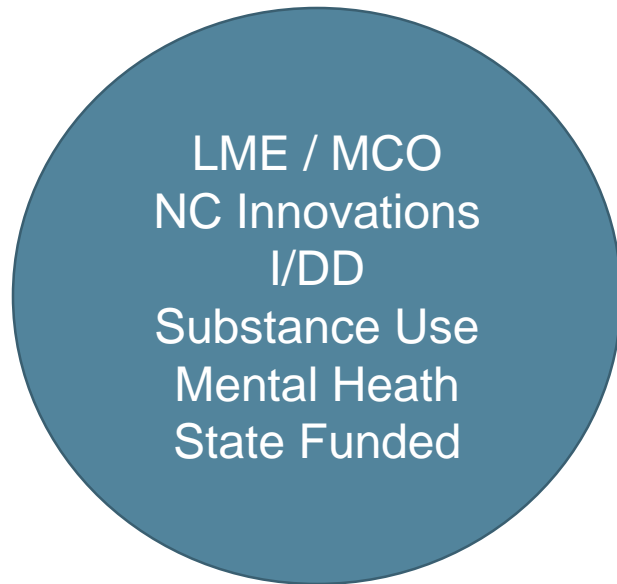 LME / MCO
NC Innovations
I/DD
Substance Use
Mental Heath
State Funded